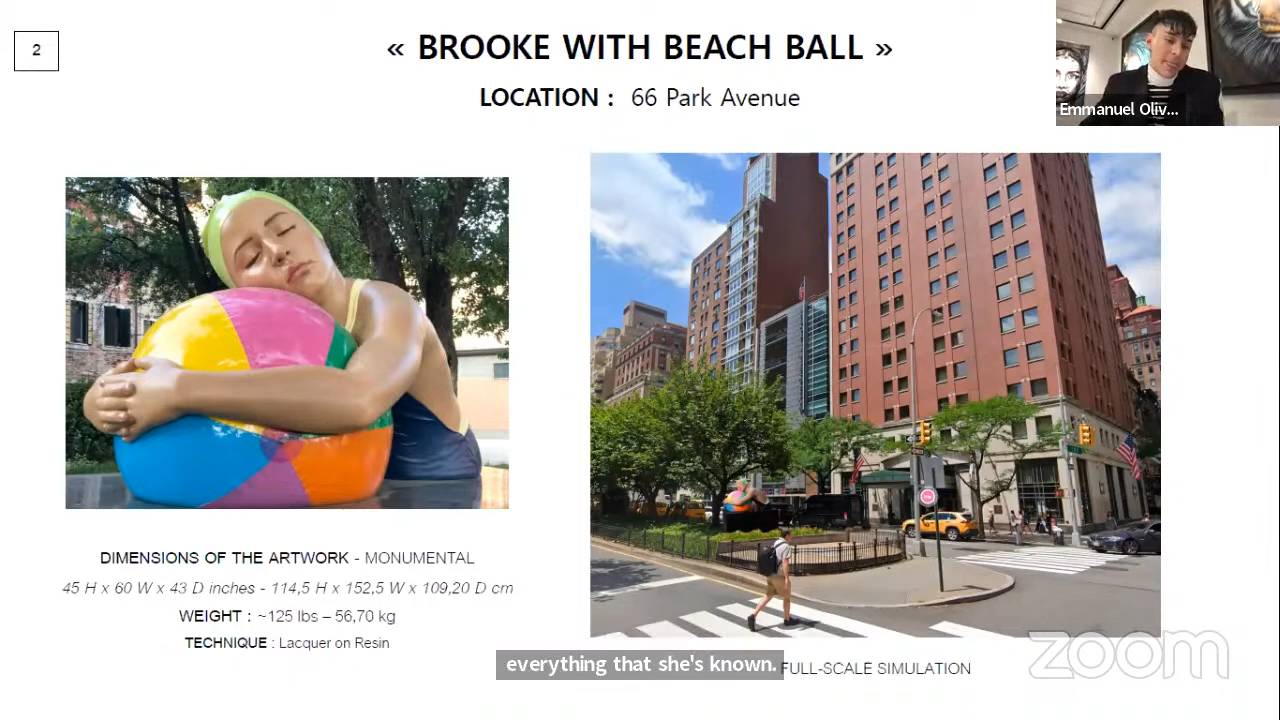 2
« BROOKE WITH BEACH BALL »
LOCATION : 66 Park Avenue
Emmanuel Oliv...
DIMENSIONS OF THE ARTWORK - MONUMENTAL
45 H x 60 W x 43 D inches - 114,5 H x 152,5 W x 109,20 D cm
WEIGHT : ~125 lbs – 56,70 kg
TECHNIQUE : Lacquer on Resin
everything that she's known.
FULL-SCALE SIMULATION
zoom